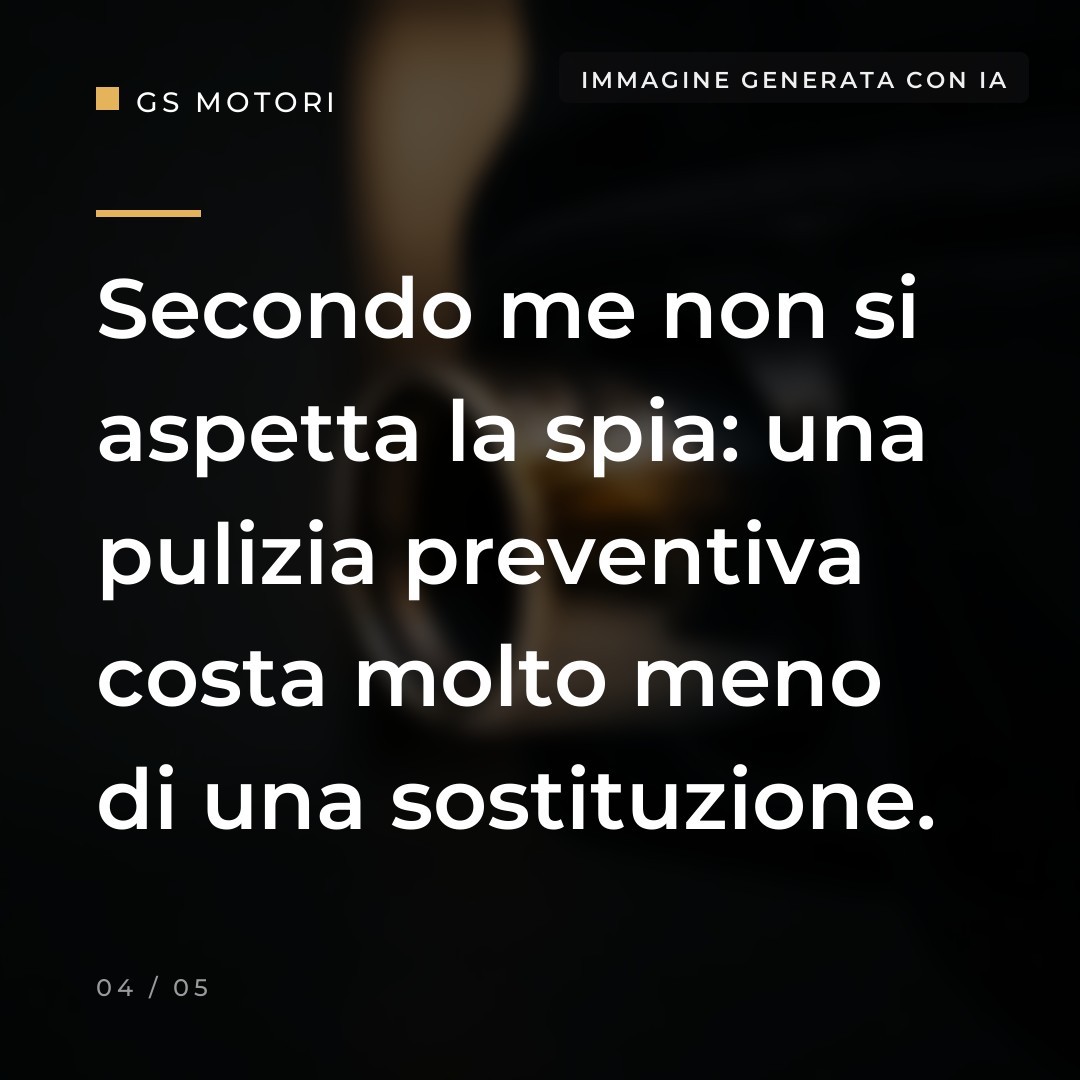 GS MOTORI
IMMAGINE GENERATA CON IA
Secondo me non si
aspetta la spia: una
pulizia preventiva
costa molto meno
di una sostituzione.
04 / 05